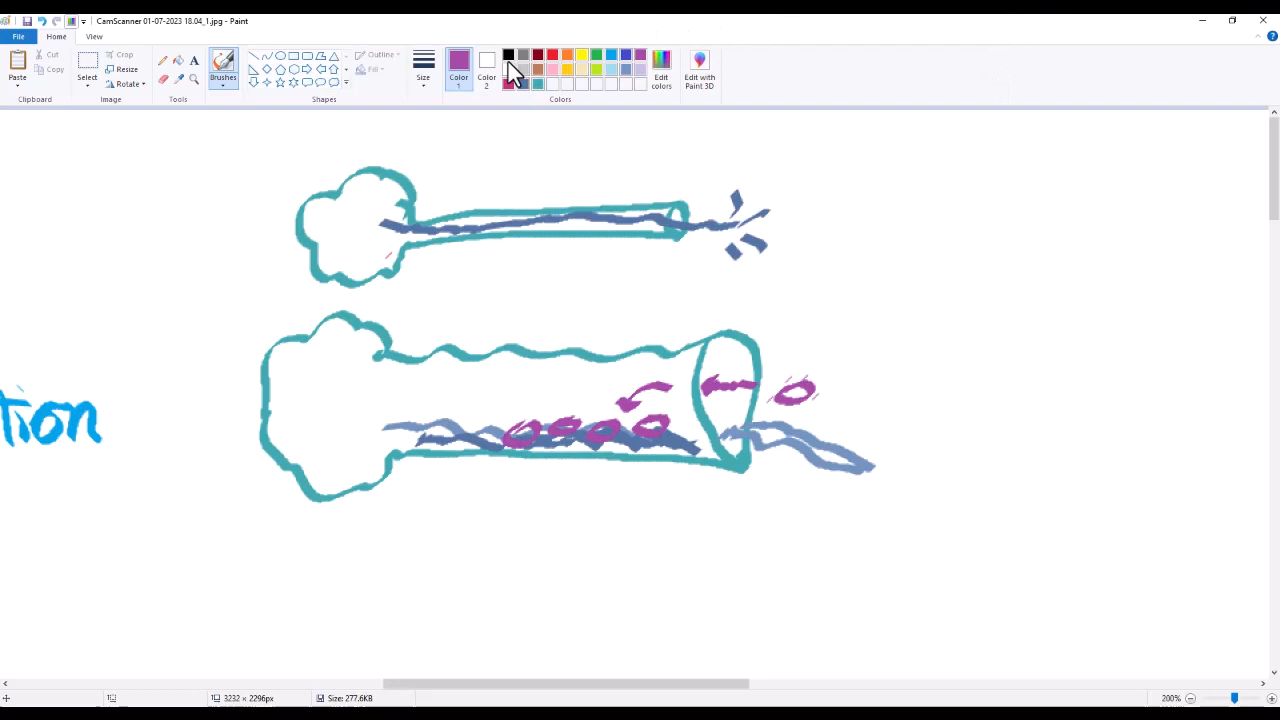 CamScanner 01-07-2023 18.04_1.jpg - Paint
File Home View
Paste
Cut
Copy
Clipboard
Select
Crop
Resize
Rotate
Image
Tools
Brushes
Shapes
Outline
Fill
Size
Color 1
Color 2
Colors
Edit colors
Edit with Paint 3D
tion
3232 × 2296px
Size: 277.6KB
200%